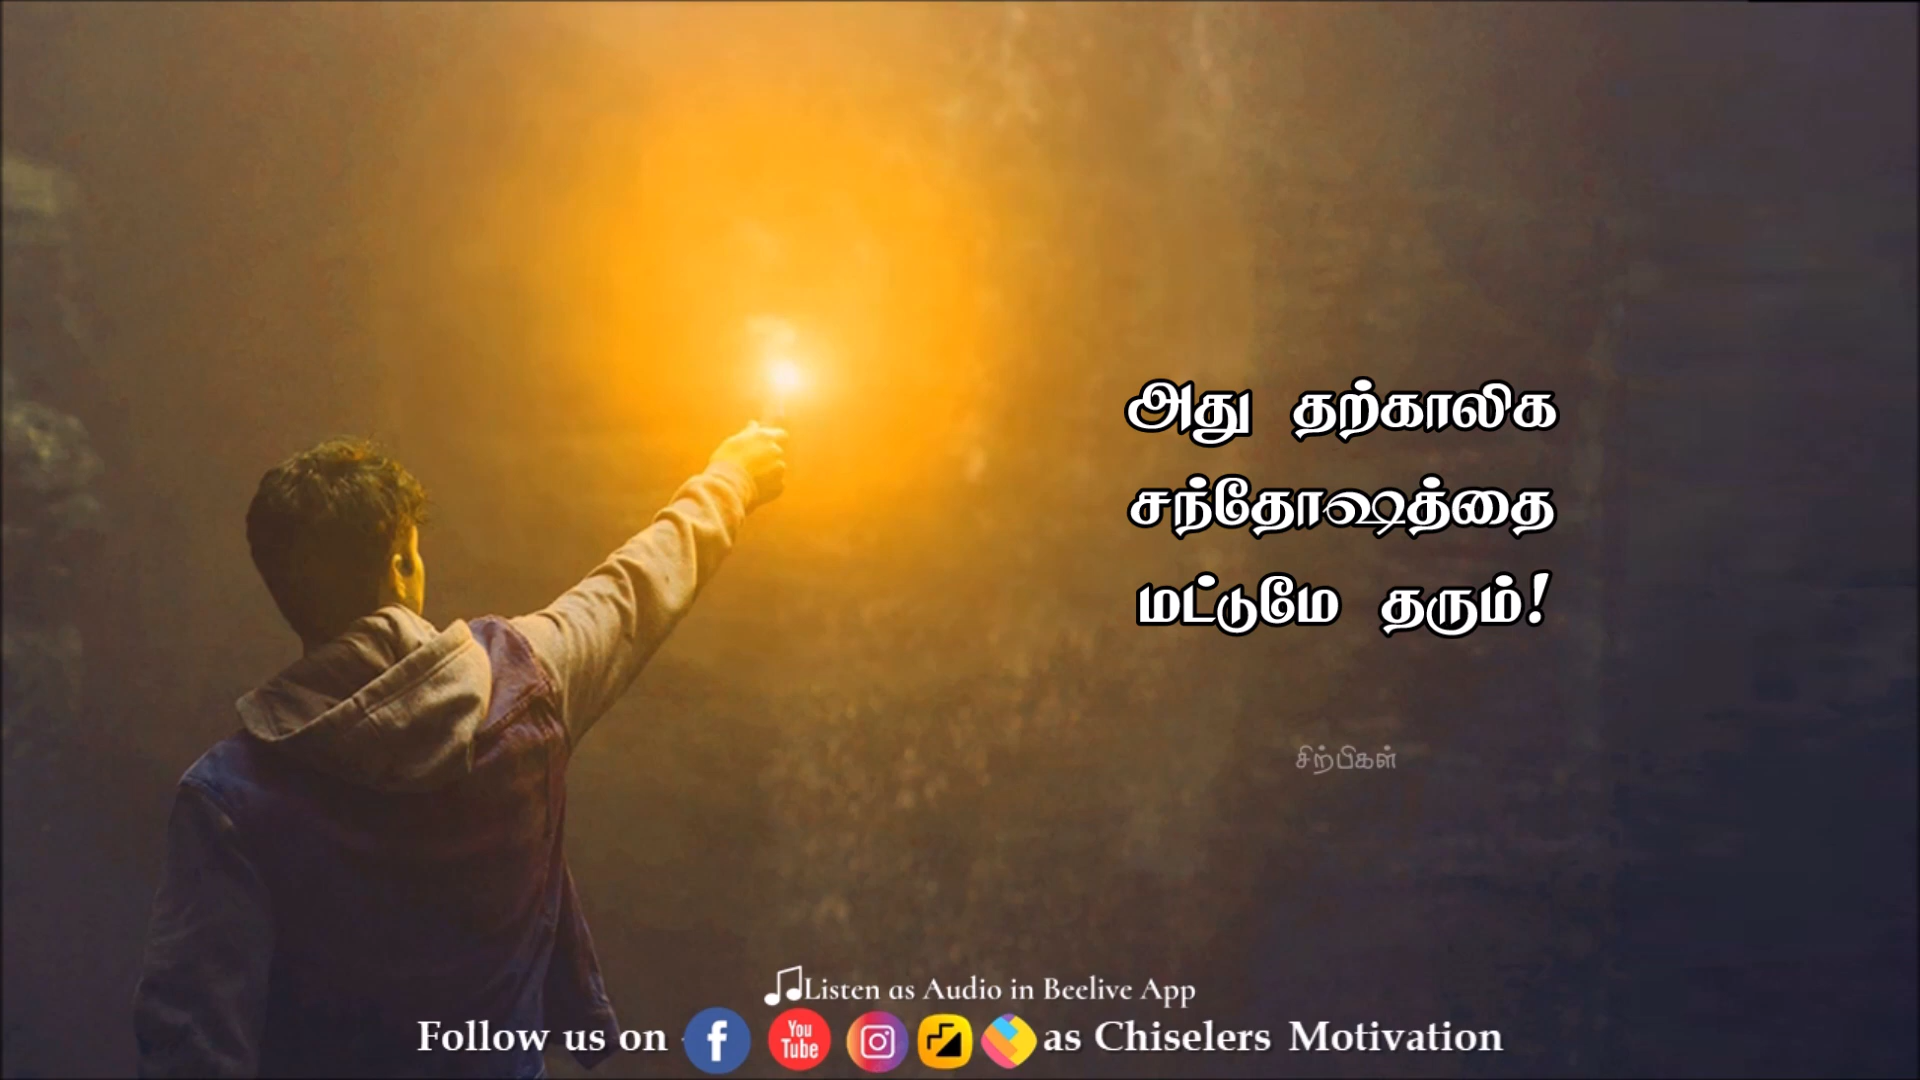 அது தற்காலிக
சந்தோஷத்தை
மட்டுமே தரும்!
சிற்பிகள்
Listen as Audio in Beelive App
Follow us on - f You Tube as Chiselers Motivation